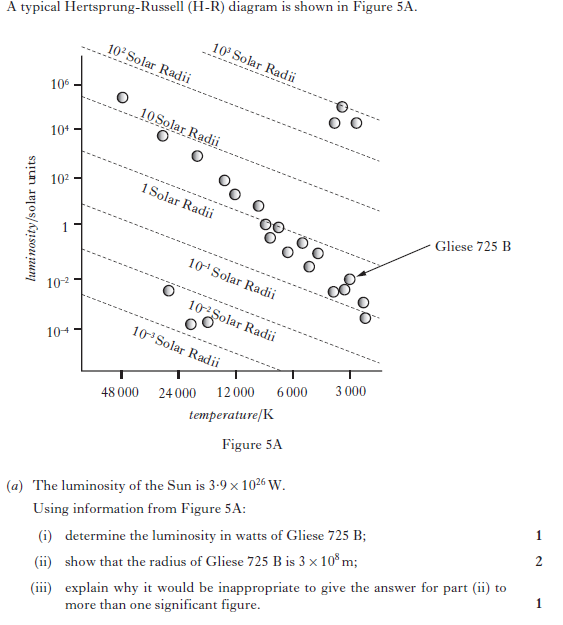 A typical Hertsprung-Russell (H-R) diagram is shown in Figure 5A.
10² Solar Radii
10³ Solar Radii
10⁶
10 Solar Radii
10⁴
10²
1 Solar Radii
luminosity/solar units
1
Gliese 725 B
10⁻¹ Solar Radii
10⁻²
10⁻² Solar Radii
10⁻⁴
10⁻³ Solar Radii
48 000 24 000 12 000 6 000 3 000
temperature/K
Figure 5A
(a) The luminosity of the Sun is 3·9 × 10²⁶ W.
Using information from Figure 5A:
(i) determine the luminosity in watts of Gliese 725 B; 1
(ii) show that the radius of Gliese 725 B is 3 × 10⁸ m; 2
(iii) explain why it would be inappropriate to give the answer for part (ii) to
more than one significant figure. 1